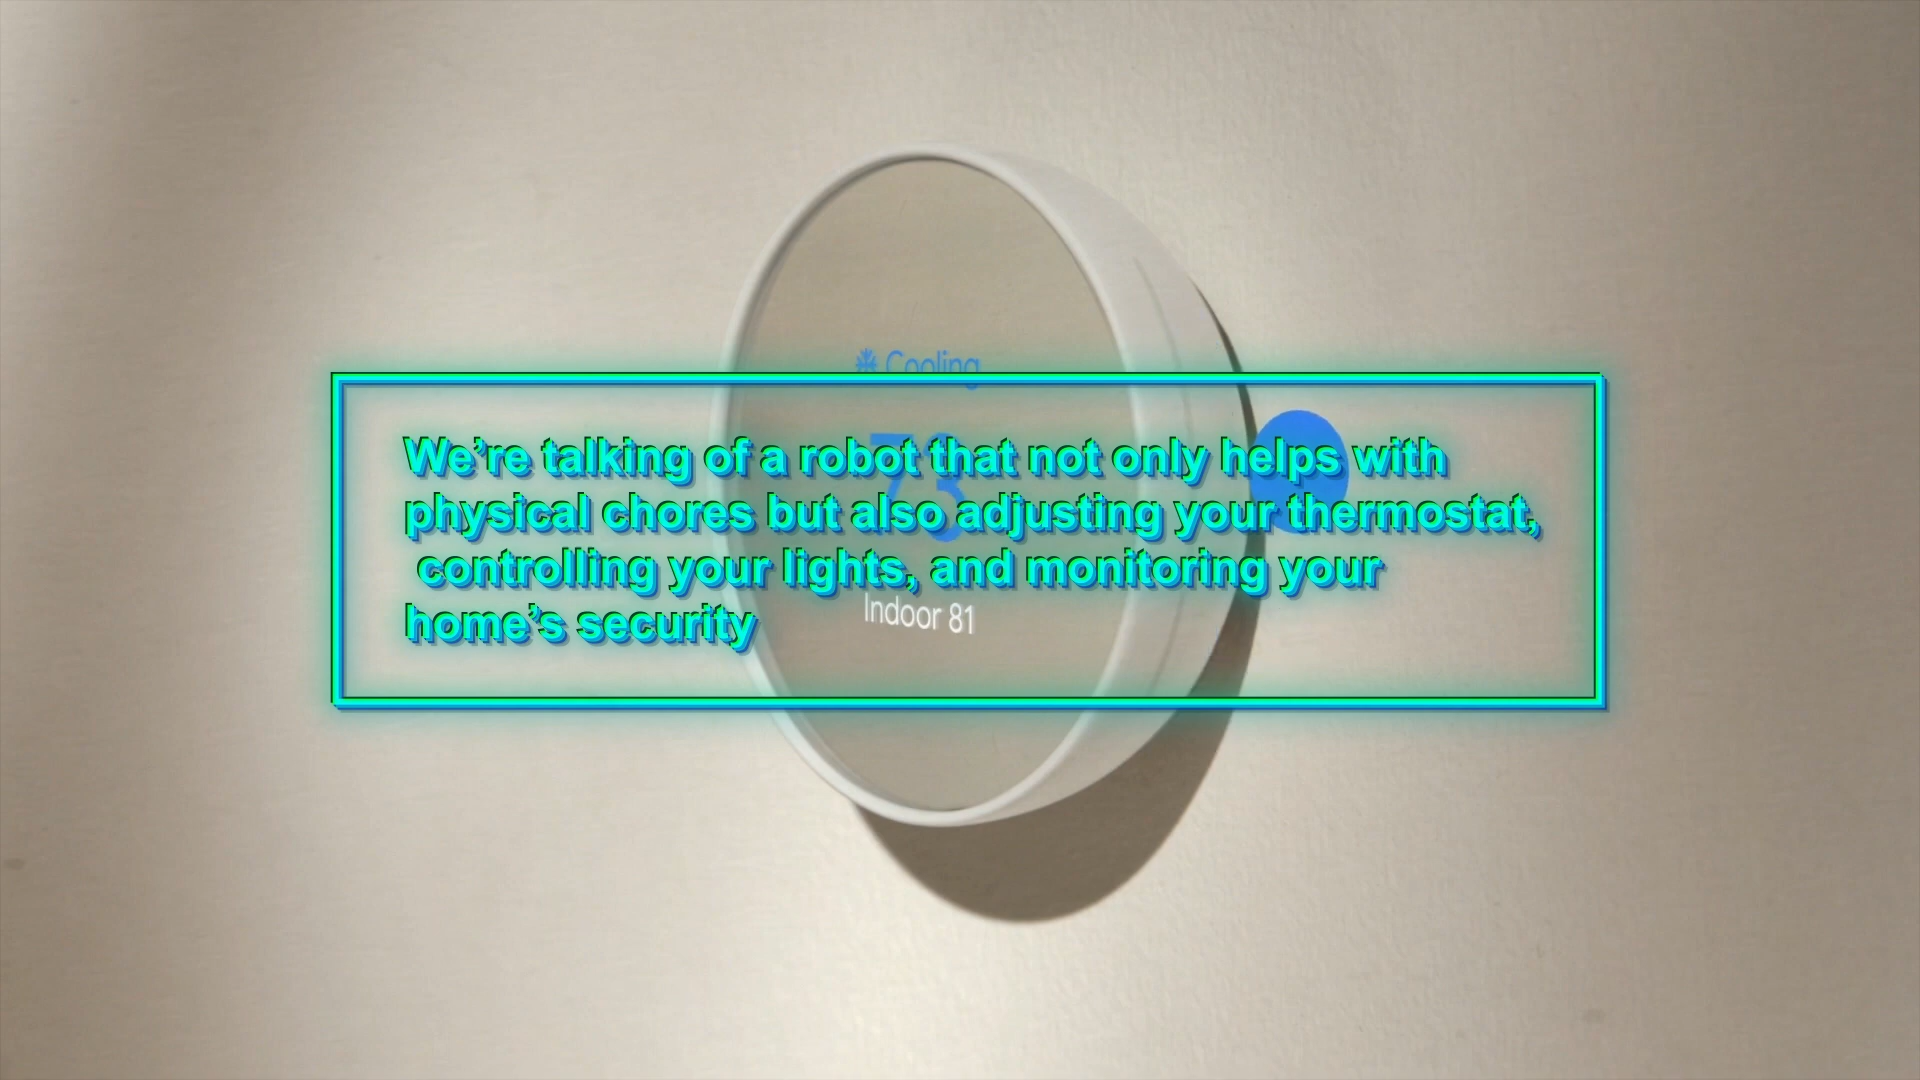 ❄ Cooling
73
We’re talking of a robot that not only helps with
physical chores but also adjusting your thermostat,
controlling your lights, and monitoring your
home’s security
Indoor 81